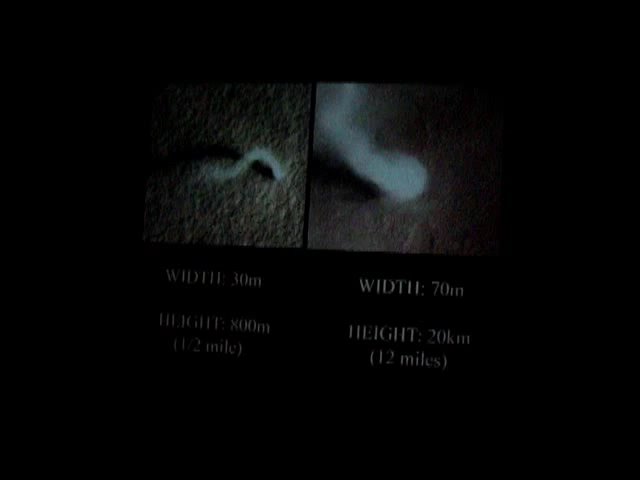 WIDTH: 30m
HEIGHT: 800m
(1/2 mile)
WIDTH: 70m
HEIGHT: 20km
(12 miles)